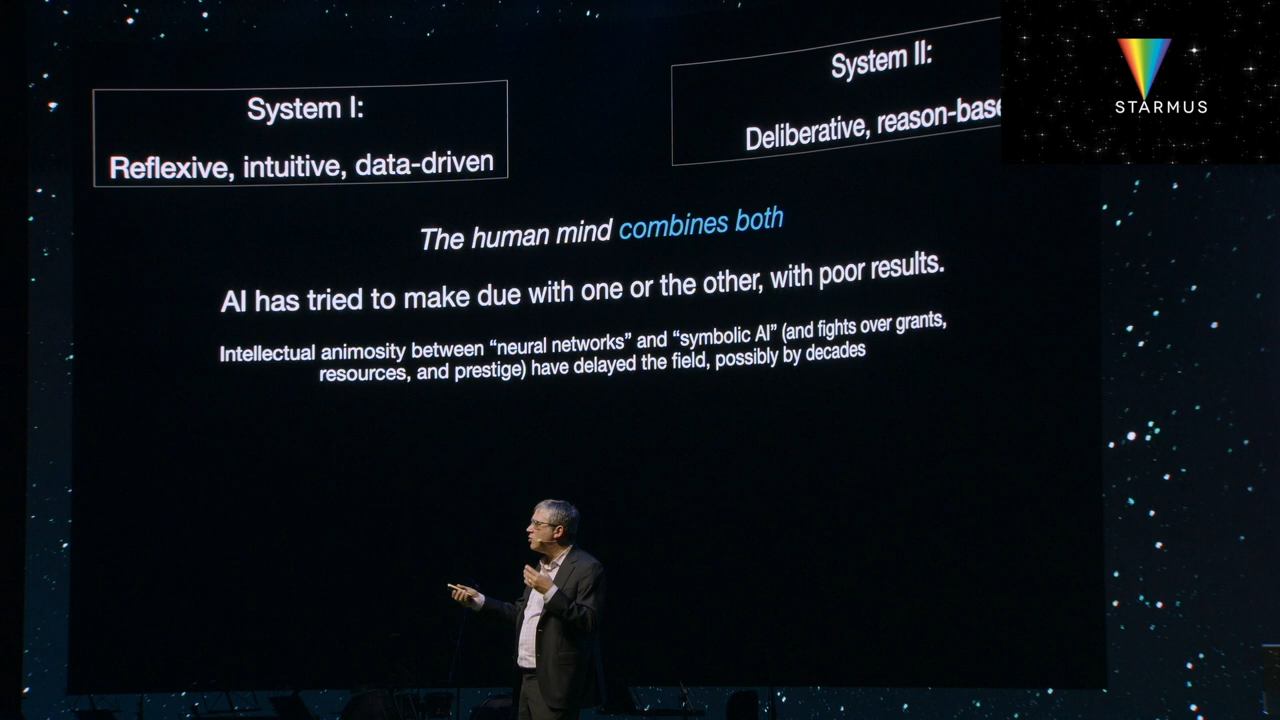 System I:
Reflexive, intuitive, data-driven
System II:
Deliberative, reason-base
STARMUS
The human mind combines both
AI has tried to make due with one or the other, with poor results.
Intellectual animosity between “neural networks” and “symbolic AI” (and fights over grants,
resources, and prestige) have delayed the field, possibly by decades